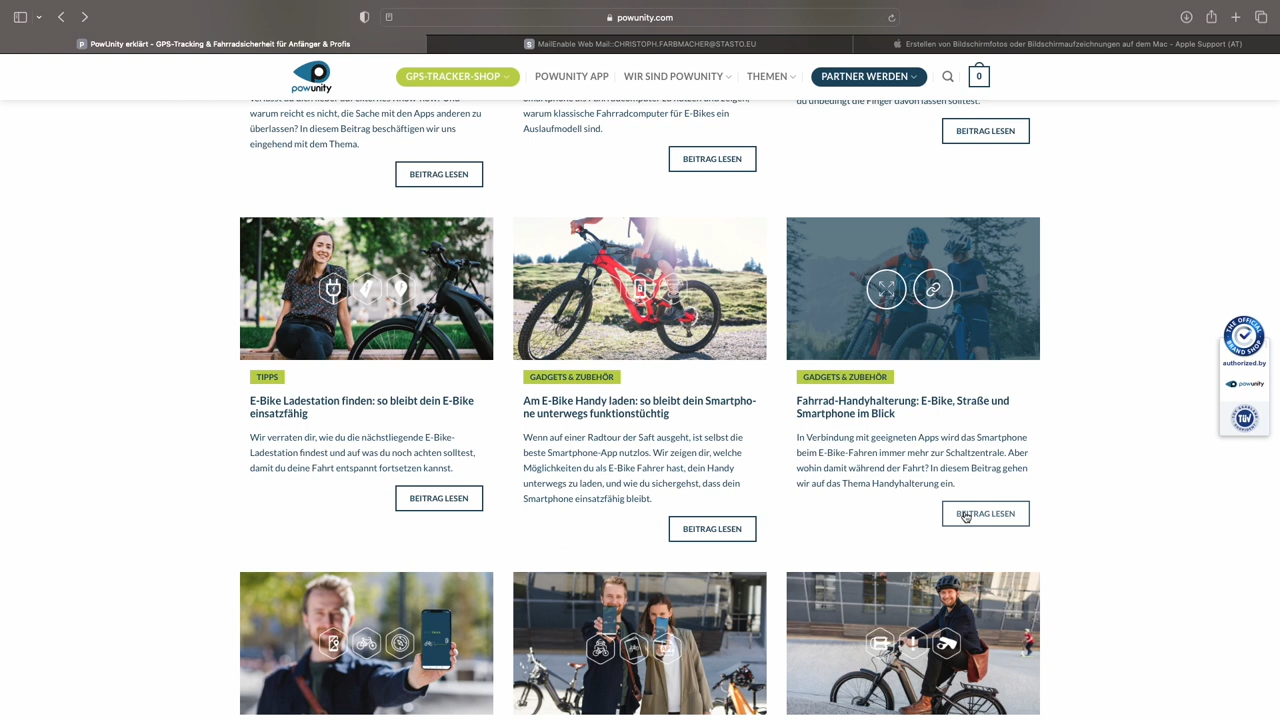 powunity.com
PowUnity erklärt - GPS-Tracking & Fahrradsicherheit für Anfänger & Profis
MailEnable Web Mail::CHRISTOPH.FARBMACHER@STASTO.EU
Erstellen von Bildschirmfotos oder Bildschirmaufzeichnungen auf dem Mac - Apple Support (AT)
powunity
GPS-TRACKER-SHOP
POWUNITY APP
WIR SIND POWUNITY
THEMEN
PARTNER WERDEN
0
warum reicht es nicht, die Sache mit den Apps anderen zu
überlassen? In diesem Beitrag beschäftigen wir uns
eingehend mit dem Thema.
BEITRAG LESEN
Smartphone als Fahrradcomputer zu nutzen und zeigen,
warum klassische Fahrradcomputer für E-Bikes ein
Auslaufmodell sind.
BEITRAG LESEN
du unbedingt die Finger davon lassen solltest.
BEITRAG LESEN
TIPPS
E-Bike Ladestation finden: so bleibt dein E-Bike
einsatzfähig
Wir verraten dir, wie du die nächstliegende E-Bike-
Ladestation findest und auf was du noch achten solltest,
damit du deine Fahrt entspannt fortsetzen kannst.
BEITRAG LESEN
GADGETS & ZUBEHÖR
Am E-Bike Handy laden: so bleibt dein Smartpho-
ne unterwegs funktionstüchtig
Wenn auf einer Radtour der Saft ausgeht, ist selbst die
beste Smartphone-App nutzlos. Wir zeigen dir, welche
Möglichkeiten du als E-Bike Fahrer hast, dein Handy
unterwegs zu laden, und wie du sichergehst, dass dein
Smartphone einsatzfähig bleibt.
BEITRAG LESEN
GADGETS & ZUBEHÖR
Fahrrad-Handyhalterung: E-Bike, Straße und
Smartphone im Blick
In Verbindung mit geeigneten Apps wird das Smartphone
beim E-Bike-Fahren immer mehr zur Schaltzentrale. Aber
wohin damit während der Fahrt? In diesem Beitrag gehen
wir auf das Thema Handyhalterung ein.
BEITRAG LESEN
THE OFFICIAL
BRAND SHOP
authorized.by
powunity
TÜV